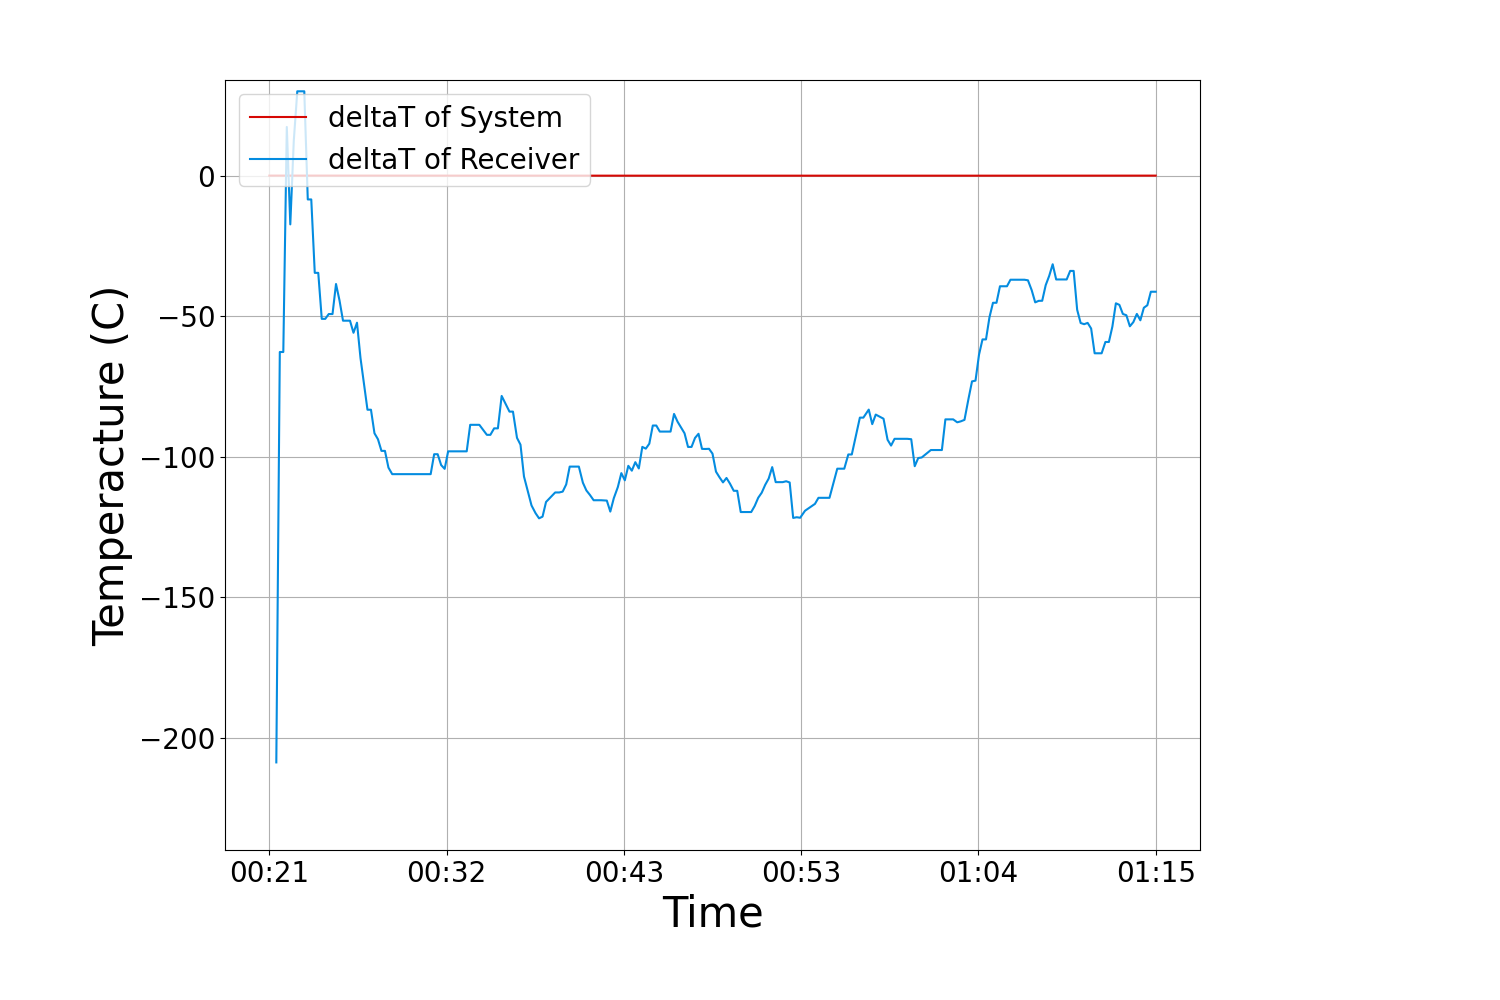 deltaT of System
deltaT of Receiver
0
−50
−100
−150
−200
Temperacture (C)
00:21 00:32 00:43 00:53 01:04 01:15
Time